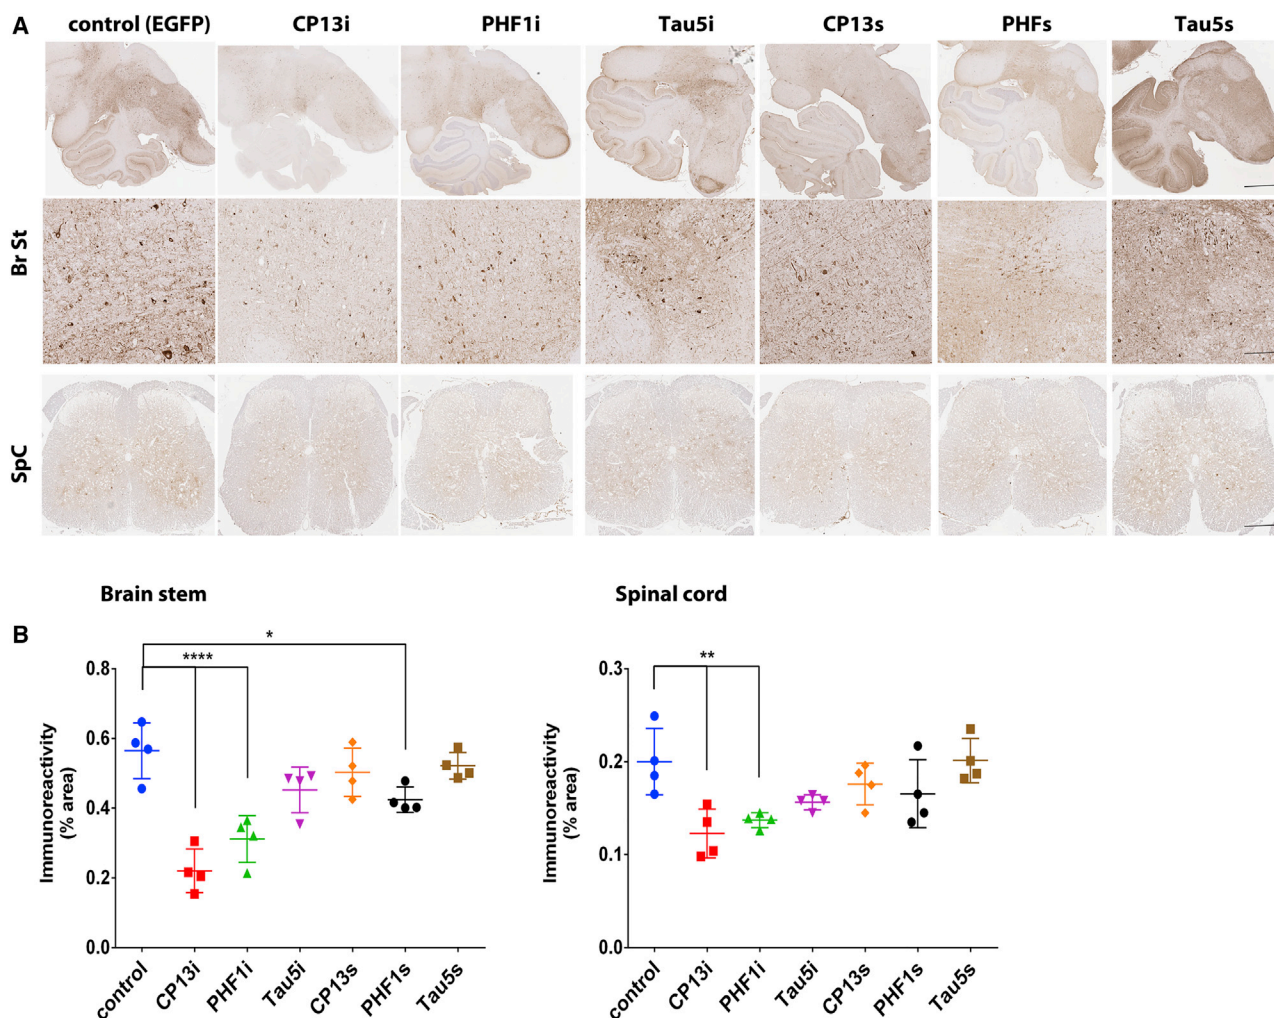 A control (EGFP) CP13i PHF1i Tau5i CP13s PHFs Tau5s
Br St
SpC
Brain stem Spinal cord
B
*
**** **
Immunoreactivity
(% area)
0.8
0.6
0.4
0.2
0.0
control CP13i PHF1i Tau5i CP13s PHF1s Tau5s
Immunoreactivity
(% area)
0.3
0.2
0.1
0.0
control CP13i PHF1i Tau5i CP13s PHF1s Tau5s